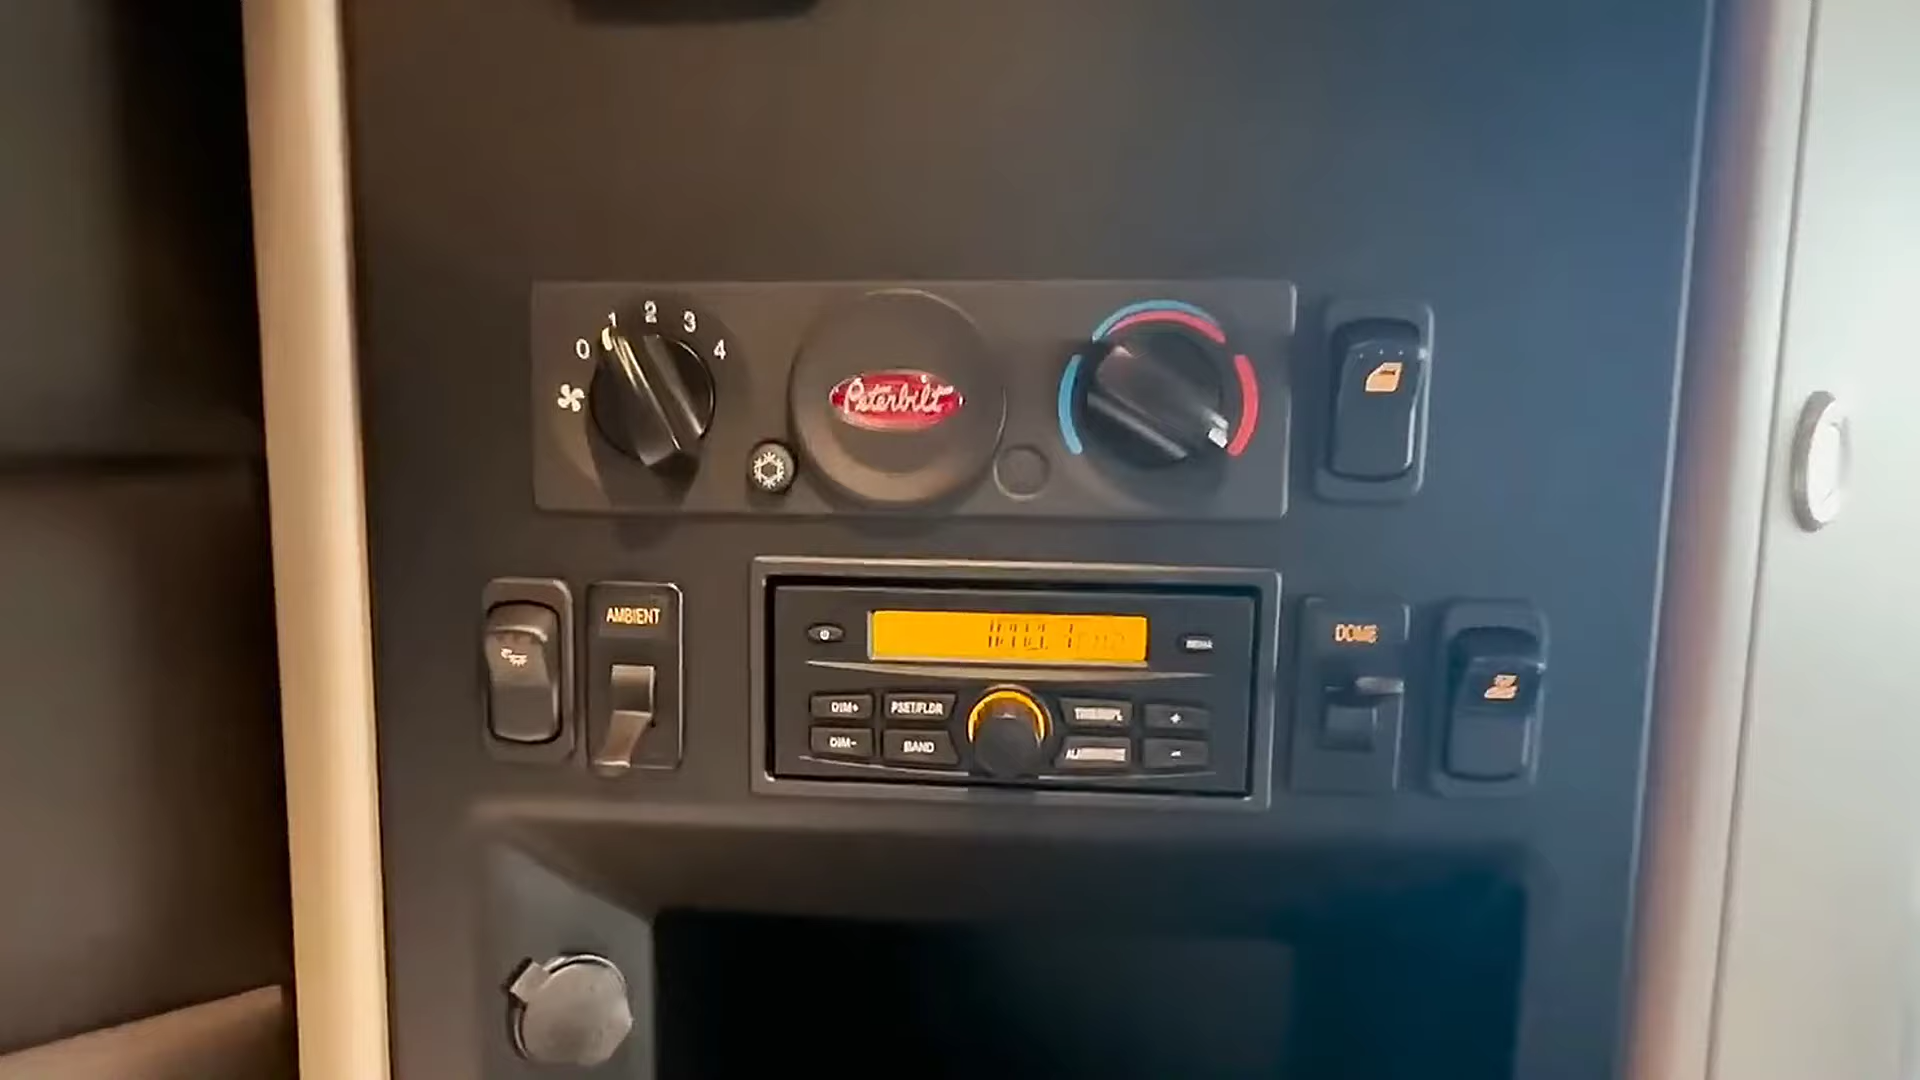 0 1 2 3 4
Peterbilt
AMBIENT
DOME
DIM+ PSET/FLDR +
DIM- BAND -